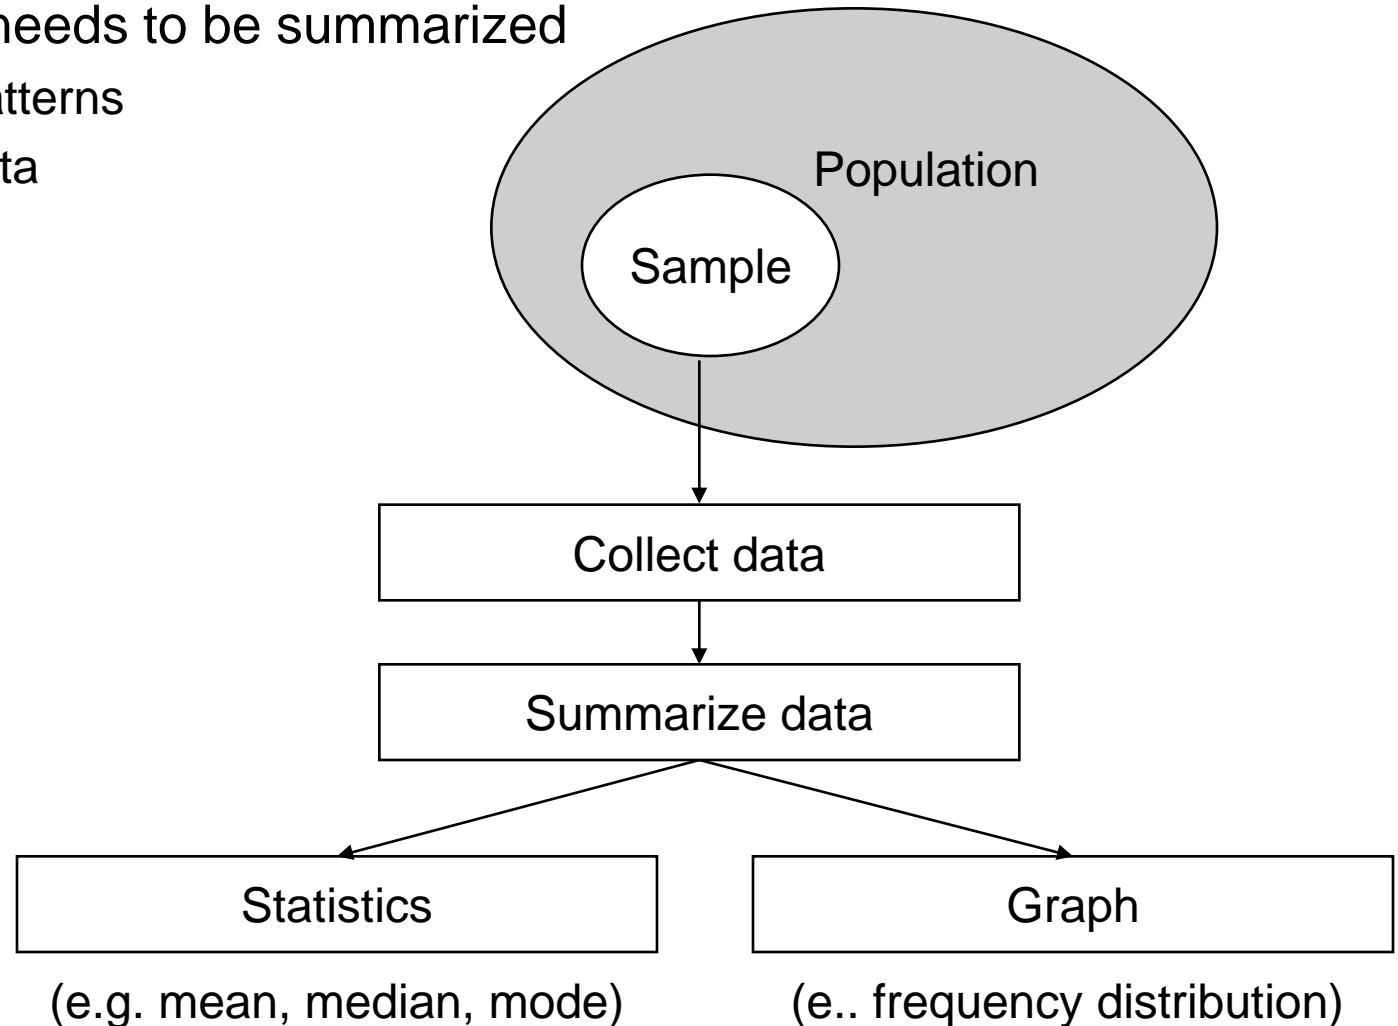 needs to be summarized
atterns
ta
Population
Sample
Collect data
Summarize data
Statistics
Graph
(e.g. mean, median, mode)
(e.. frequency distribution)